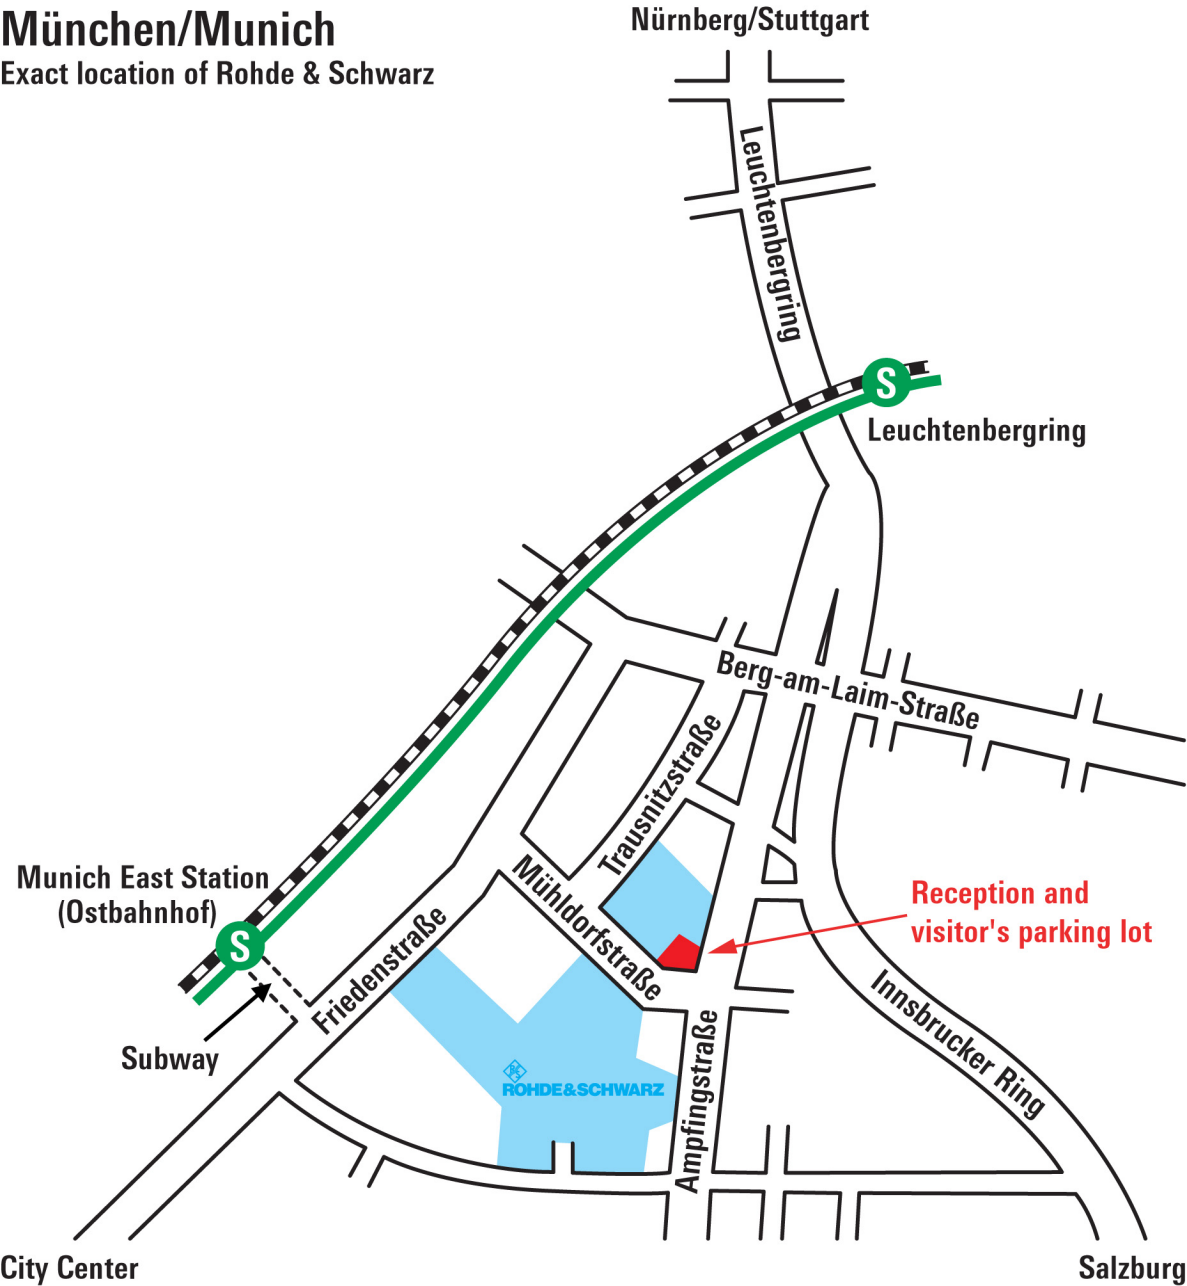 München/Munich
Exact location of Rohde & Schwarz
Nürnberg/Stuttgart
Leuchtenbergring
S
Leuchtenbergring
Berg-am-Laim-Straße
Trausnitzstraße
Mühldorfstraße
Munich East Station
(Ostbahnhof)
S
Reception and
visitor's parking lot
Friedenstraße
Subway
Innsbrucker Ring
Ampfingstraße
ROHDE&SCHWARZ
City Center
Salzburg